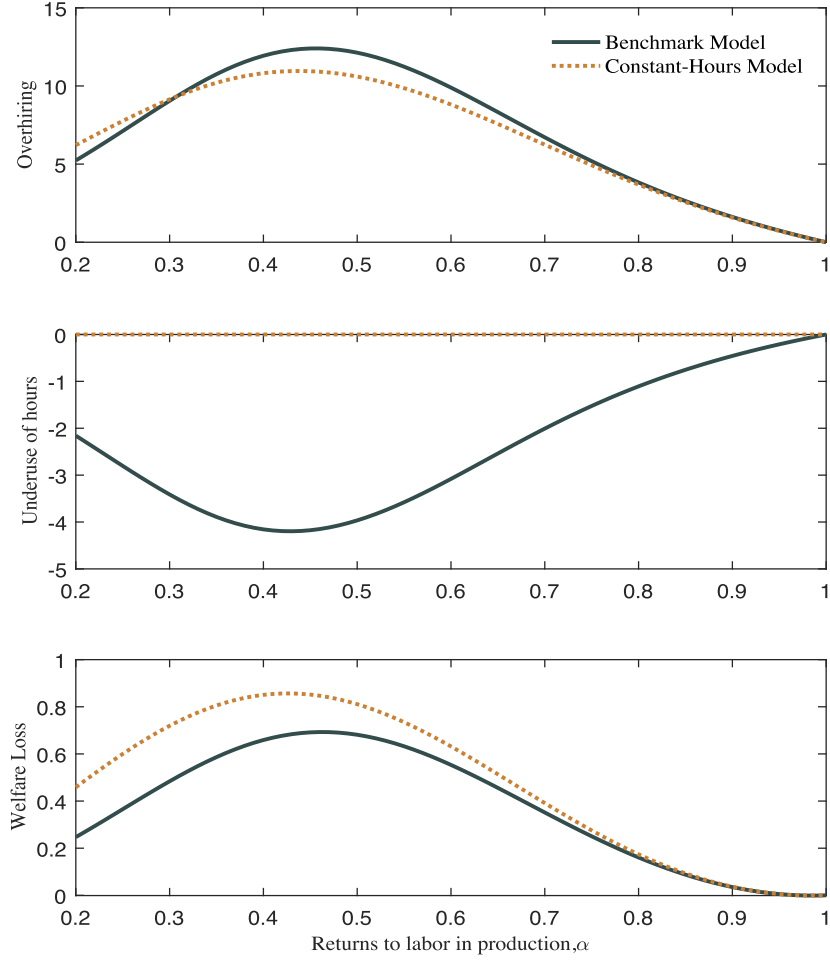 15
Benchmark Model
Constant-Hours Model
10
Overhiring
5
0
0.2 0.3 0.4 0.5 0.6 0.7 0.8 0.9 1
0
-1
-2
Underuse of hours
-3
-4
-5
0.2 0.3 0.4 0.5 0.6 0.7 0.8 0.9 1
1
0.8
0.6
Welfare Loss
0.4
0.2
0
0.2 0.3 0.4 0.5 0.6 0.7 0.8 0.9 1
Returns to labor in production,α